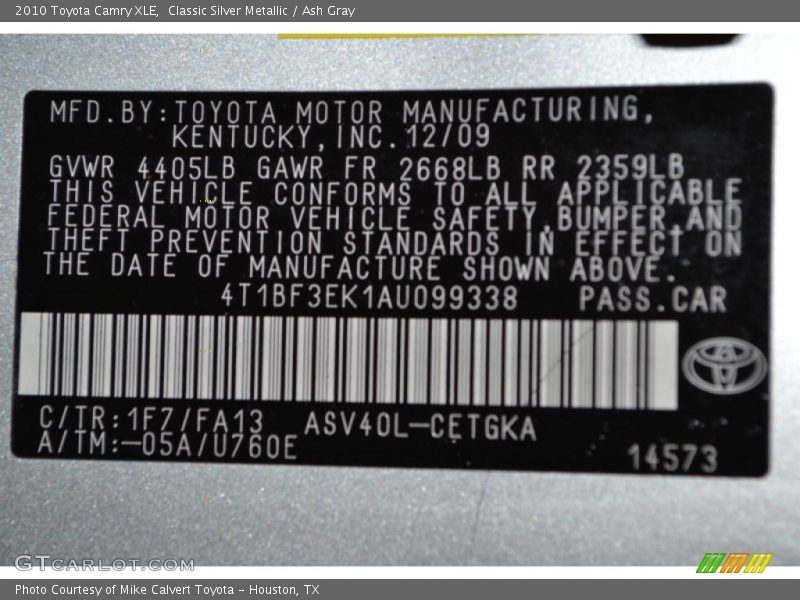 2010 Toyota Camry XLE,  Classic Silver Metallic / Ash Gray
MFD.BY:TOYOTA MOTOR MANUFACTURING,
KENTUCKY,INC.12/09
GVWR 4405LB GAWR FR 2668LB RR 2359LB
THIS VEHICLE CONFORMS TO ALL APPLICABLE
FEDERAL MOTOR VEHICLE SAFETY,BUMPER,AND
THEFT PREVENTION STANDARDS IN EFFECT ON
THE DATE OF MANUFACTURE SHOWN ABOVE.
4T1BF3EK1AU099338 PASS.CAR
C/TR:1F7/FA13 ASV40L-CETGKA
A/TM:-05A/U760E
14573
GTCARLOT.COM
Photo Courtesy of Mike Calvert Toyota - Houston, TX